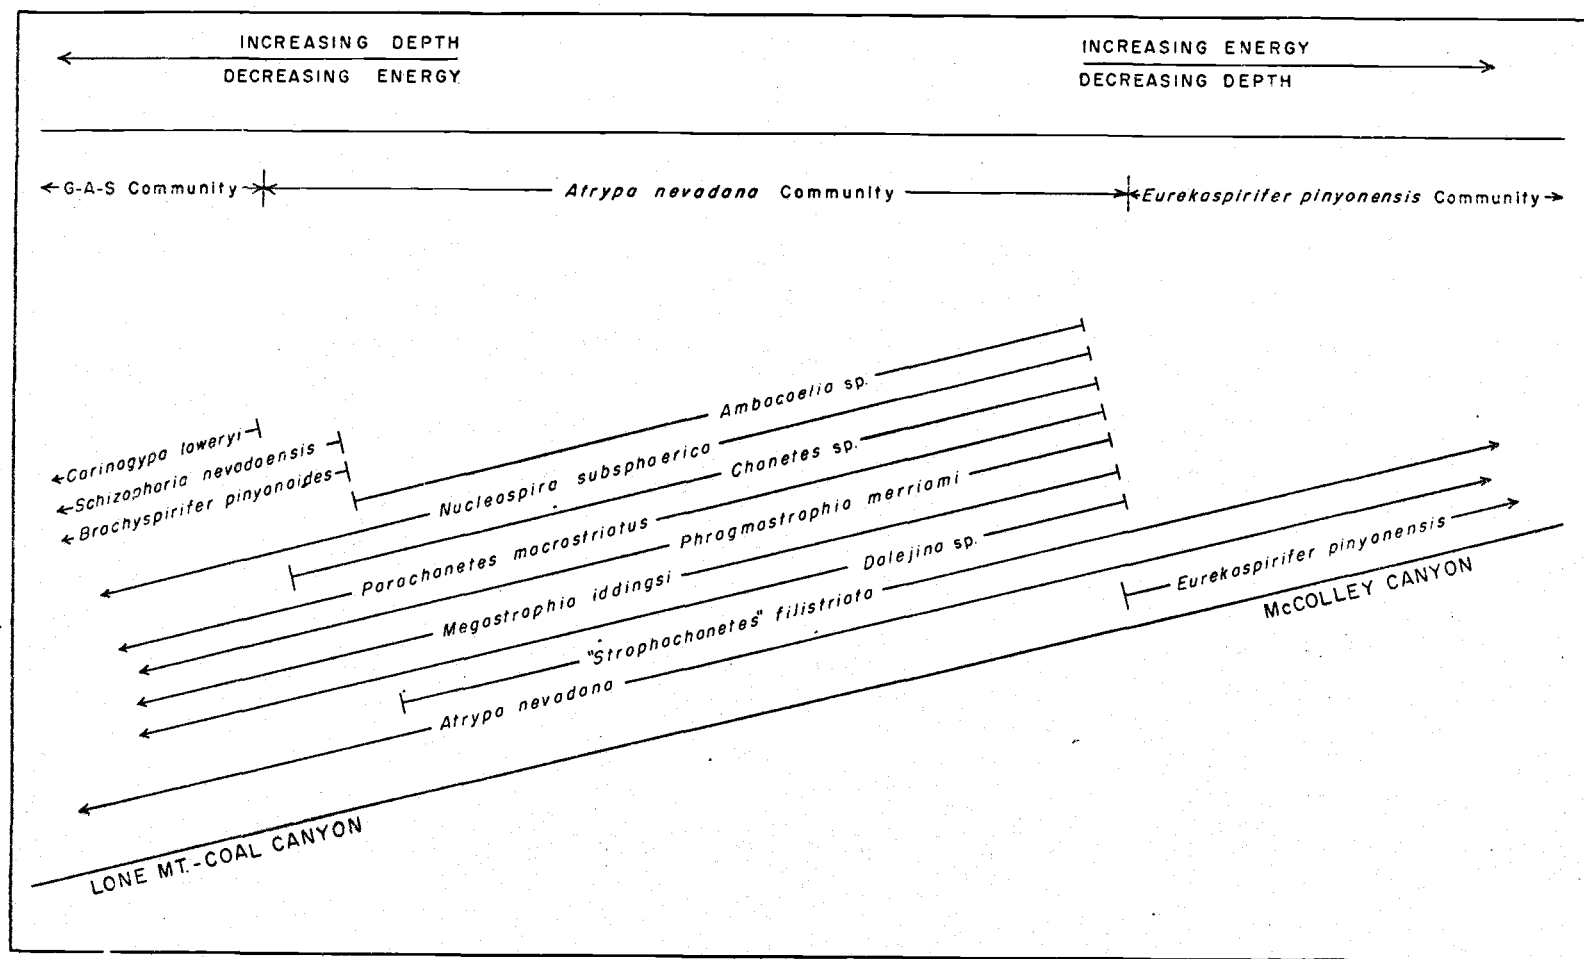 INCREASING DEPTH
DECREASING ENERGY
INCREASING ENERGY
DECREASING DEPTH
G-A-S Community
Atrypa nevadana Community
Eurekaspirifer pinyonensis Community
Ambocoelia sp.
Nucleospira subsphaerica
Chonetes sp.
Parachonetes macrostriatus
Phragmostrophia merriami
Megastrophia iddingsi
Dalejina sp.
"Strophochonetes" filistriata
Atrypa nevadana
Carinagypa loweryi
Schizophoria nevadaensis
Brachyspirifer pinyonoides
Eurekaspirifer pinyonensis
McCOLLEY CANYON
LONE MT.-COAL CANYON